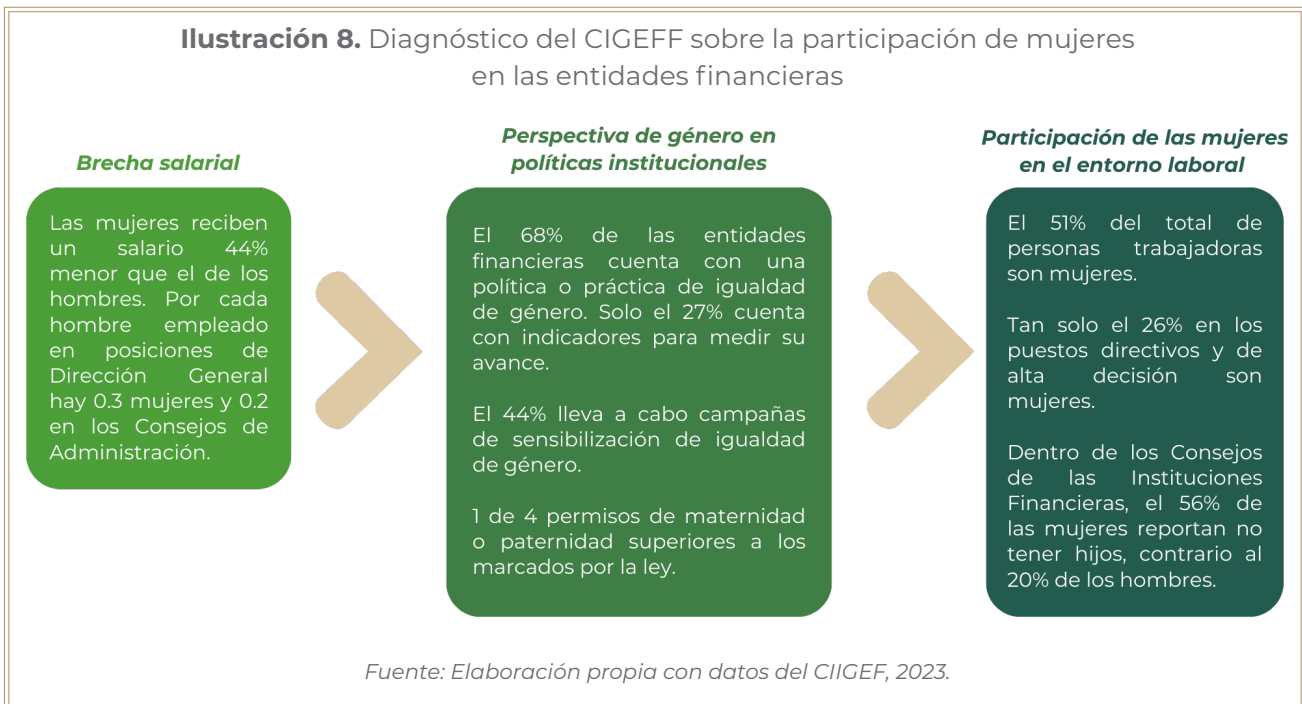 Ilustración 8. Diagnóstico del CIGEFF sobre la participación de mujeres
en las entidades financieras
Brecha salarial
Las mujeres reciben
un salario 44%
menor que el de los
hombres. Por cada
hombre empleado
en posiciones de
Dirección General
hay 0.3 mujeres y 0.2
en los Consejos de
Administración.
Perspectiva de género en
políticas institucionales
El 68% de las entidades
financieras cuenta con una
política o práctica de igualdad
de género. Solo el 27% cuenta
con indicadores para medir su
avance.
El 44% lleva a cabo campañas
de sensibilización de igualdad
de género.
1 de 4 permisos de maternidad
o paternidad superiores a los
marcados por la ley.
Participación de las mujeres
en el entorno laboral
El 51% del total de
personas trabajadoras
son mujeres.
Tan solo el 26% en los
puestos directivos y de
alta decisión son
mujeres.
Dentro de los Consejos
de las Instituciones
Financieras, el 56% de
las mujeres reportan no
tener hijos, contrario al
20% de los hombres.
Fuente: Elaboración propia con datos del CIIGEF, 2023.